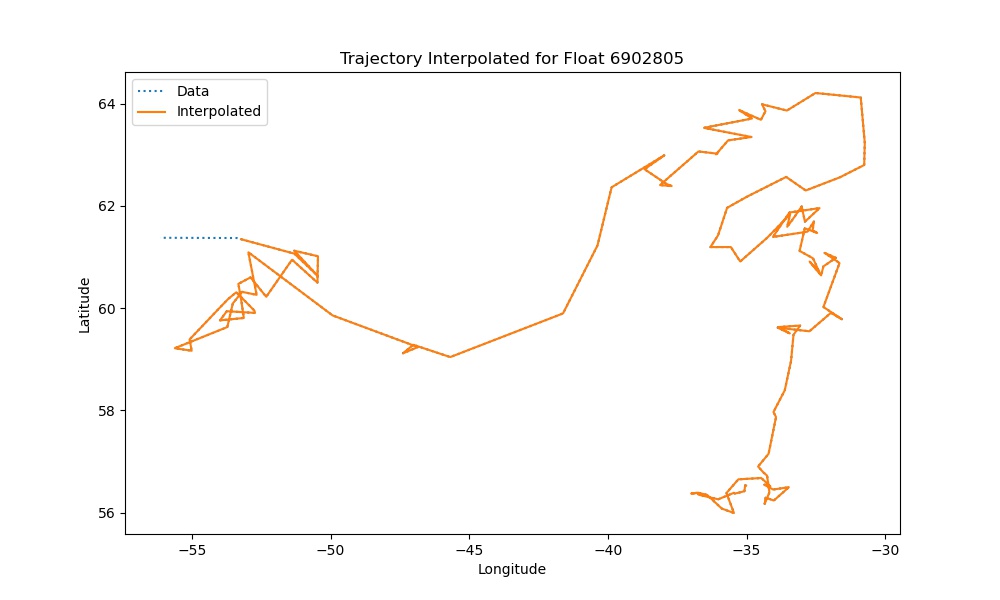 Trajectory Interpolated for Float 6902805
Data
Interpolated
64
62
60
58
56
Latitude
−55 −50 −45 −40 −35 −30
Longitude